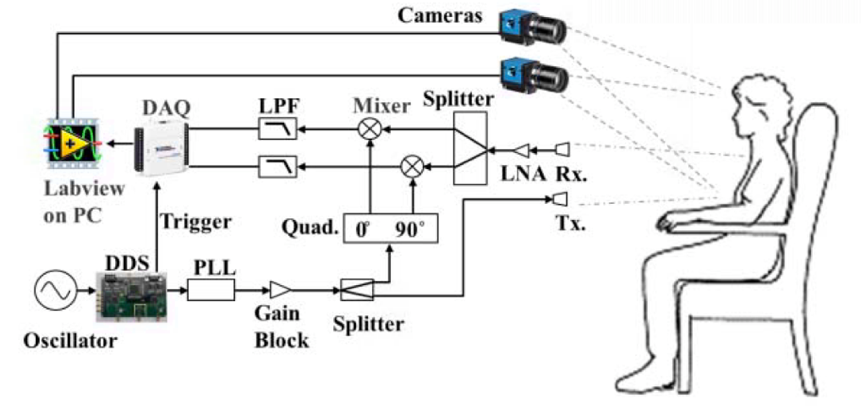 Cameras
DAQ
LPF
Mixer
Splitter
Labview
on PC
LNA Rx.
Trigger
Quad.
0° 90°
Tx.
DDS
PLL
Oscillator
Gain
Block
Splitter